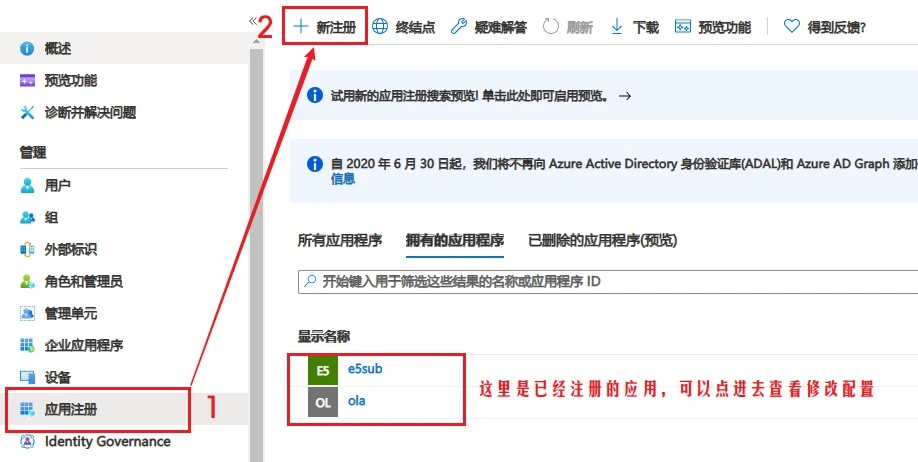 «
2
新注册
终结点
疑难解答
刷新
下载
预览功能
得到反馈?
概述
预览功能
诊断并解决问题
管理
用户
组
外部标识
角色和管理员
管理单元
企业应用程序
设备
应用注册
1
Identity Governance
试用新的应用注册搜索预览! 单击此处即可启用预览。 →
自 2020 年 6 月 30 日起，我们将不再向 Azure Active Directory 身份验证库(ADAL)和 Azure AD Graph 添加
信息
所有应用程序
拥有的应用程序
已删除的应用程序(预览)
开始键入用于筛选这些结果的名称或应用程序 ID
显示名称
E5
e5sub
OL
ola
这里是已经注册的应用，可以点进去查看修改配置